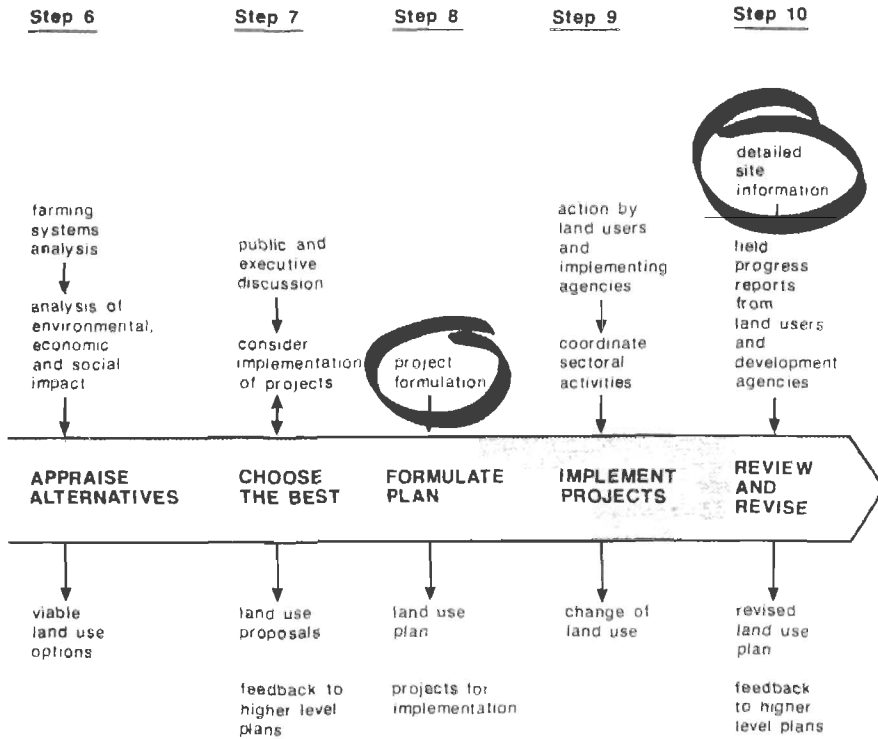 Step 6
Step 7
Step 8
Step 9
Step 10
farming
systems
analysis
analysis of
environmental,
economic
and social
impact
public and
executive
discussion
consider
implementation
of projects
project
formulation
action by
land users
and
implementing
agencies
coordinate
sectoral
activities
detailed
site
information
field
progress
reports
from
land users
and
development
agencies
APPRAISE
ALTERNATIVES
CHOOSE
THE BEST
FORMULATE
PLAN
IMPLEMENT
PROJECTS
REVIEW
AND
REVISE
viable
land use
options
land use
proposals
feedback to
higher level
plans
land use
plan
projects for
implementation
change of
land use
revised
land use
plan
feedback
to higher
level plans